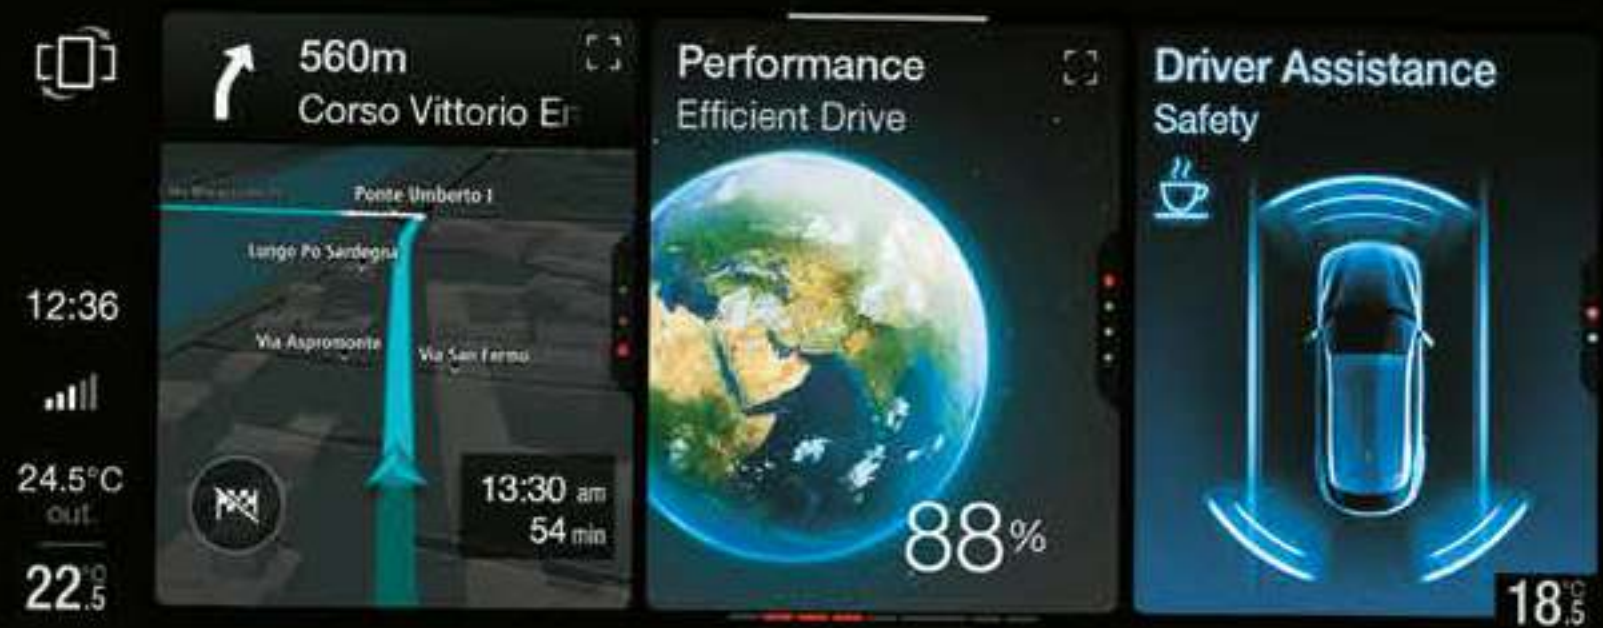 12:36
24.5°C
out.
22.5°C
560m
Corso Vittorio Em
Ponte Umberto I
Lungo Po Sardegna
Via Aspromonte
Via San Fermo
13:30 am
54 min
Performance
Efficient Drive
88%
Driver Assistance
Safety
18.5°C